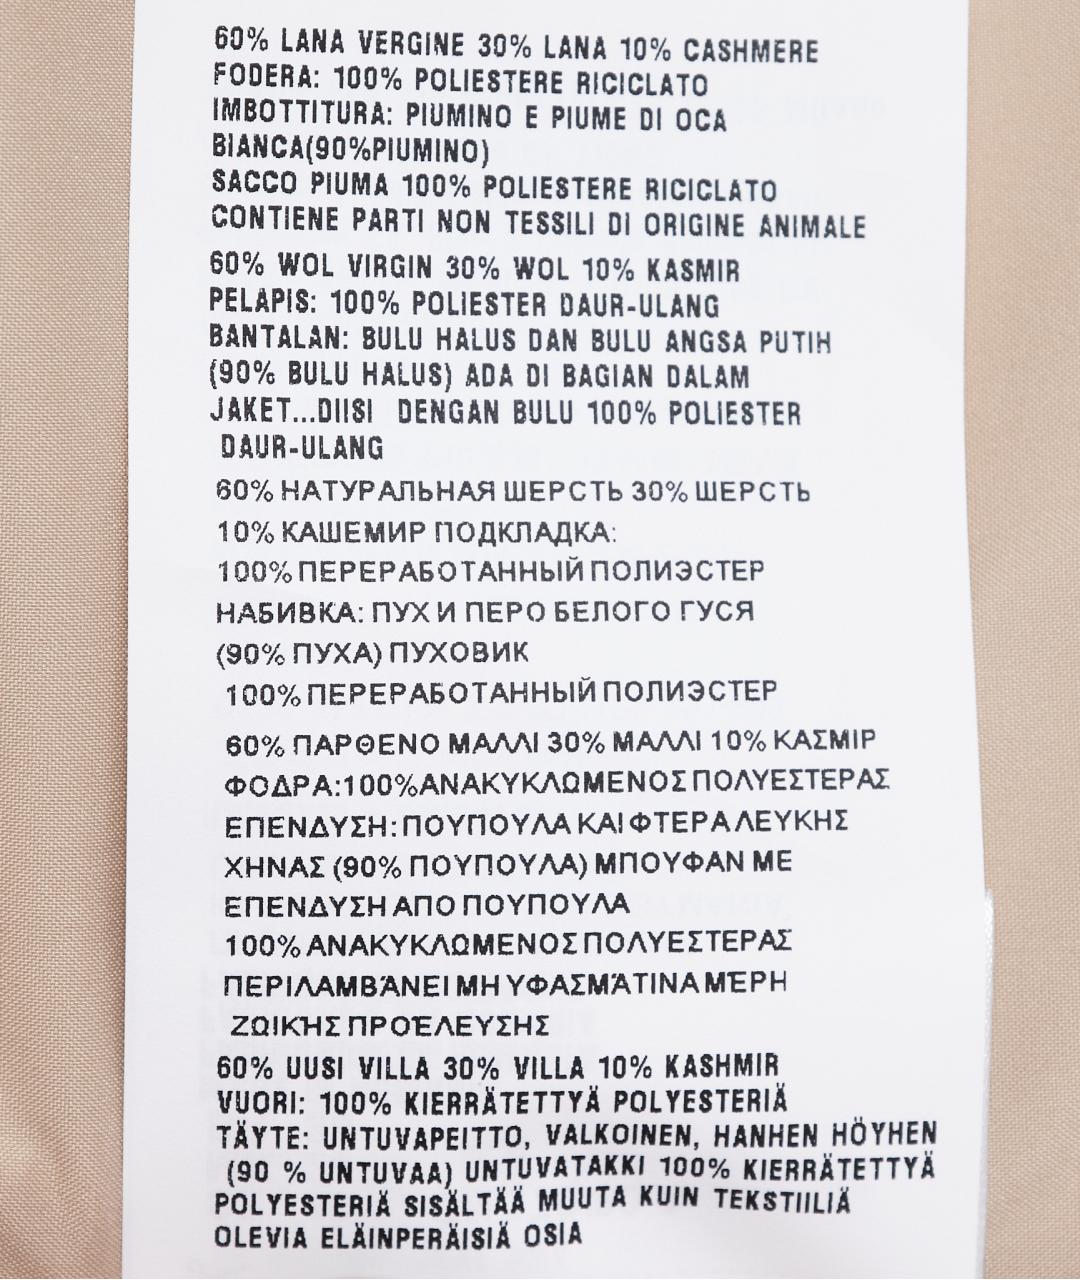 60% LANA VERGINE 30% LANA 10% CASHMERE
FODERA: 100% POLIESTERE RICICLATO
IMBOTTITURA: PIUMINO E PIUME DI OCA
BIANCA(90%PIUMINO)
SACCO PIUMA 100% POLIESTERE RICICLATO
CONTIENE PARTI NON TESSILI DI ORIGINE ANIMALE
60% WOL VIRGIN 30% WOL 10% KASMIR
PELAPIS: 100% POLIESTER DAUR-ULANG
BANTALAN: BULU HALUS DAN BULU ANGSA PUTIH
(90% BULU HALUS) ADA DI BAGIAN DALAM
JAKET...DIISI DENGAN BULU 100% POLIESTER
DAUR-ULANG
60% НАТУРАЛЬНАЯ ШЕРСТЬ 30% ШЕРСТЬ
10% КАШЕМИР ПОДКЛАДКА:
100% ПЕРЕРАБОТАННЫЙ ПОЛИЭСТЕР
НАБИВКА: ПУХ И ПЕРО БЕЛОГО ГУСЯ
(90% ПУХА) ПУХОВИК
100% ПЕРЕРАБОТАННЫЙ ПОЛИЭСТЕР
60% ΠΑΡΘΕΝΟ ΜΑΛΛΙ 30% ΜΑΛΛΙ 10% ΚΑΣΜΙΡ
ΦΟΔΡΑ:100%ΑΝΑΚΥΚΛΩΜΕΝΟΣ ΠΟΛΥΕΣΤΕΡΑΣ
ΕΠΕΝΔΥΣΗ: ΠΟΥΠΟΥΛΑ ΚΑΙ ΦΤΕΡΑ ΛΕΥΚΗΣ
ΧΗΝΑΣ (90% ΠΟΥΠΟΥΛΑ) ΜΠΟΥΦΑΝ ΜΕ
ΕΠΕΝΔΥΣΗ ΑΠΟ ΠΟΥΠΟΥΛΑ
100% ΑΝΑΚΥΚΛΩΜΕΝΟΣ ΠΟΛΥΕΣΤΕΡΑΣ
ΠΕΡΙΛΑΜΒΆΝΕΙ ΜΗ ΥΦΑΣΜΆΤΙΝΑ ΜΈΡΗ
ΖΩΙΚΉΣ ΠΡΟΈΛΕΥΣΗΣ
60% UUSI VILLA 30% VILLA 10% KASHMIR
VUORI: 100% KIERRÄTETTYÄ POLYESTERIÄ
TÄYTE: UNTUVAPEITTO, VALKOINEN, HANHEN HÖYHEN
(90 % UNTUVAA) UNTUVATAKKI 100% KIERRÄTETTYÄ
POLYESTERIÄ SISÄLTÄÄ MUUTA KUIN TEKSTIILIÄ
OLEVIA ELÄINPERÄISIÄ OSIA